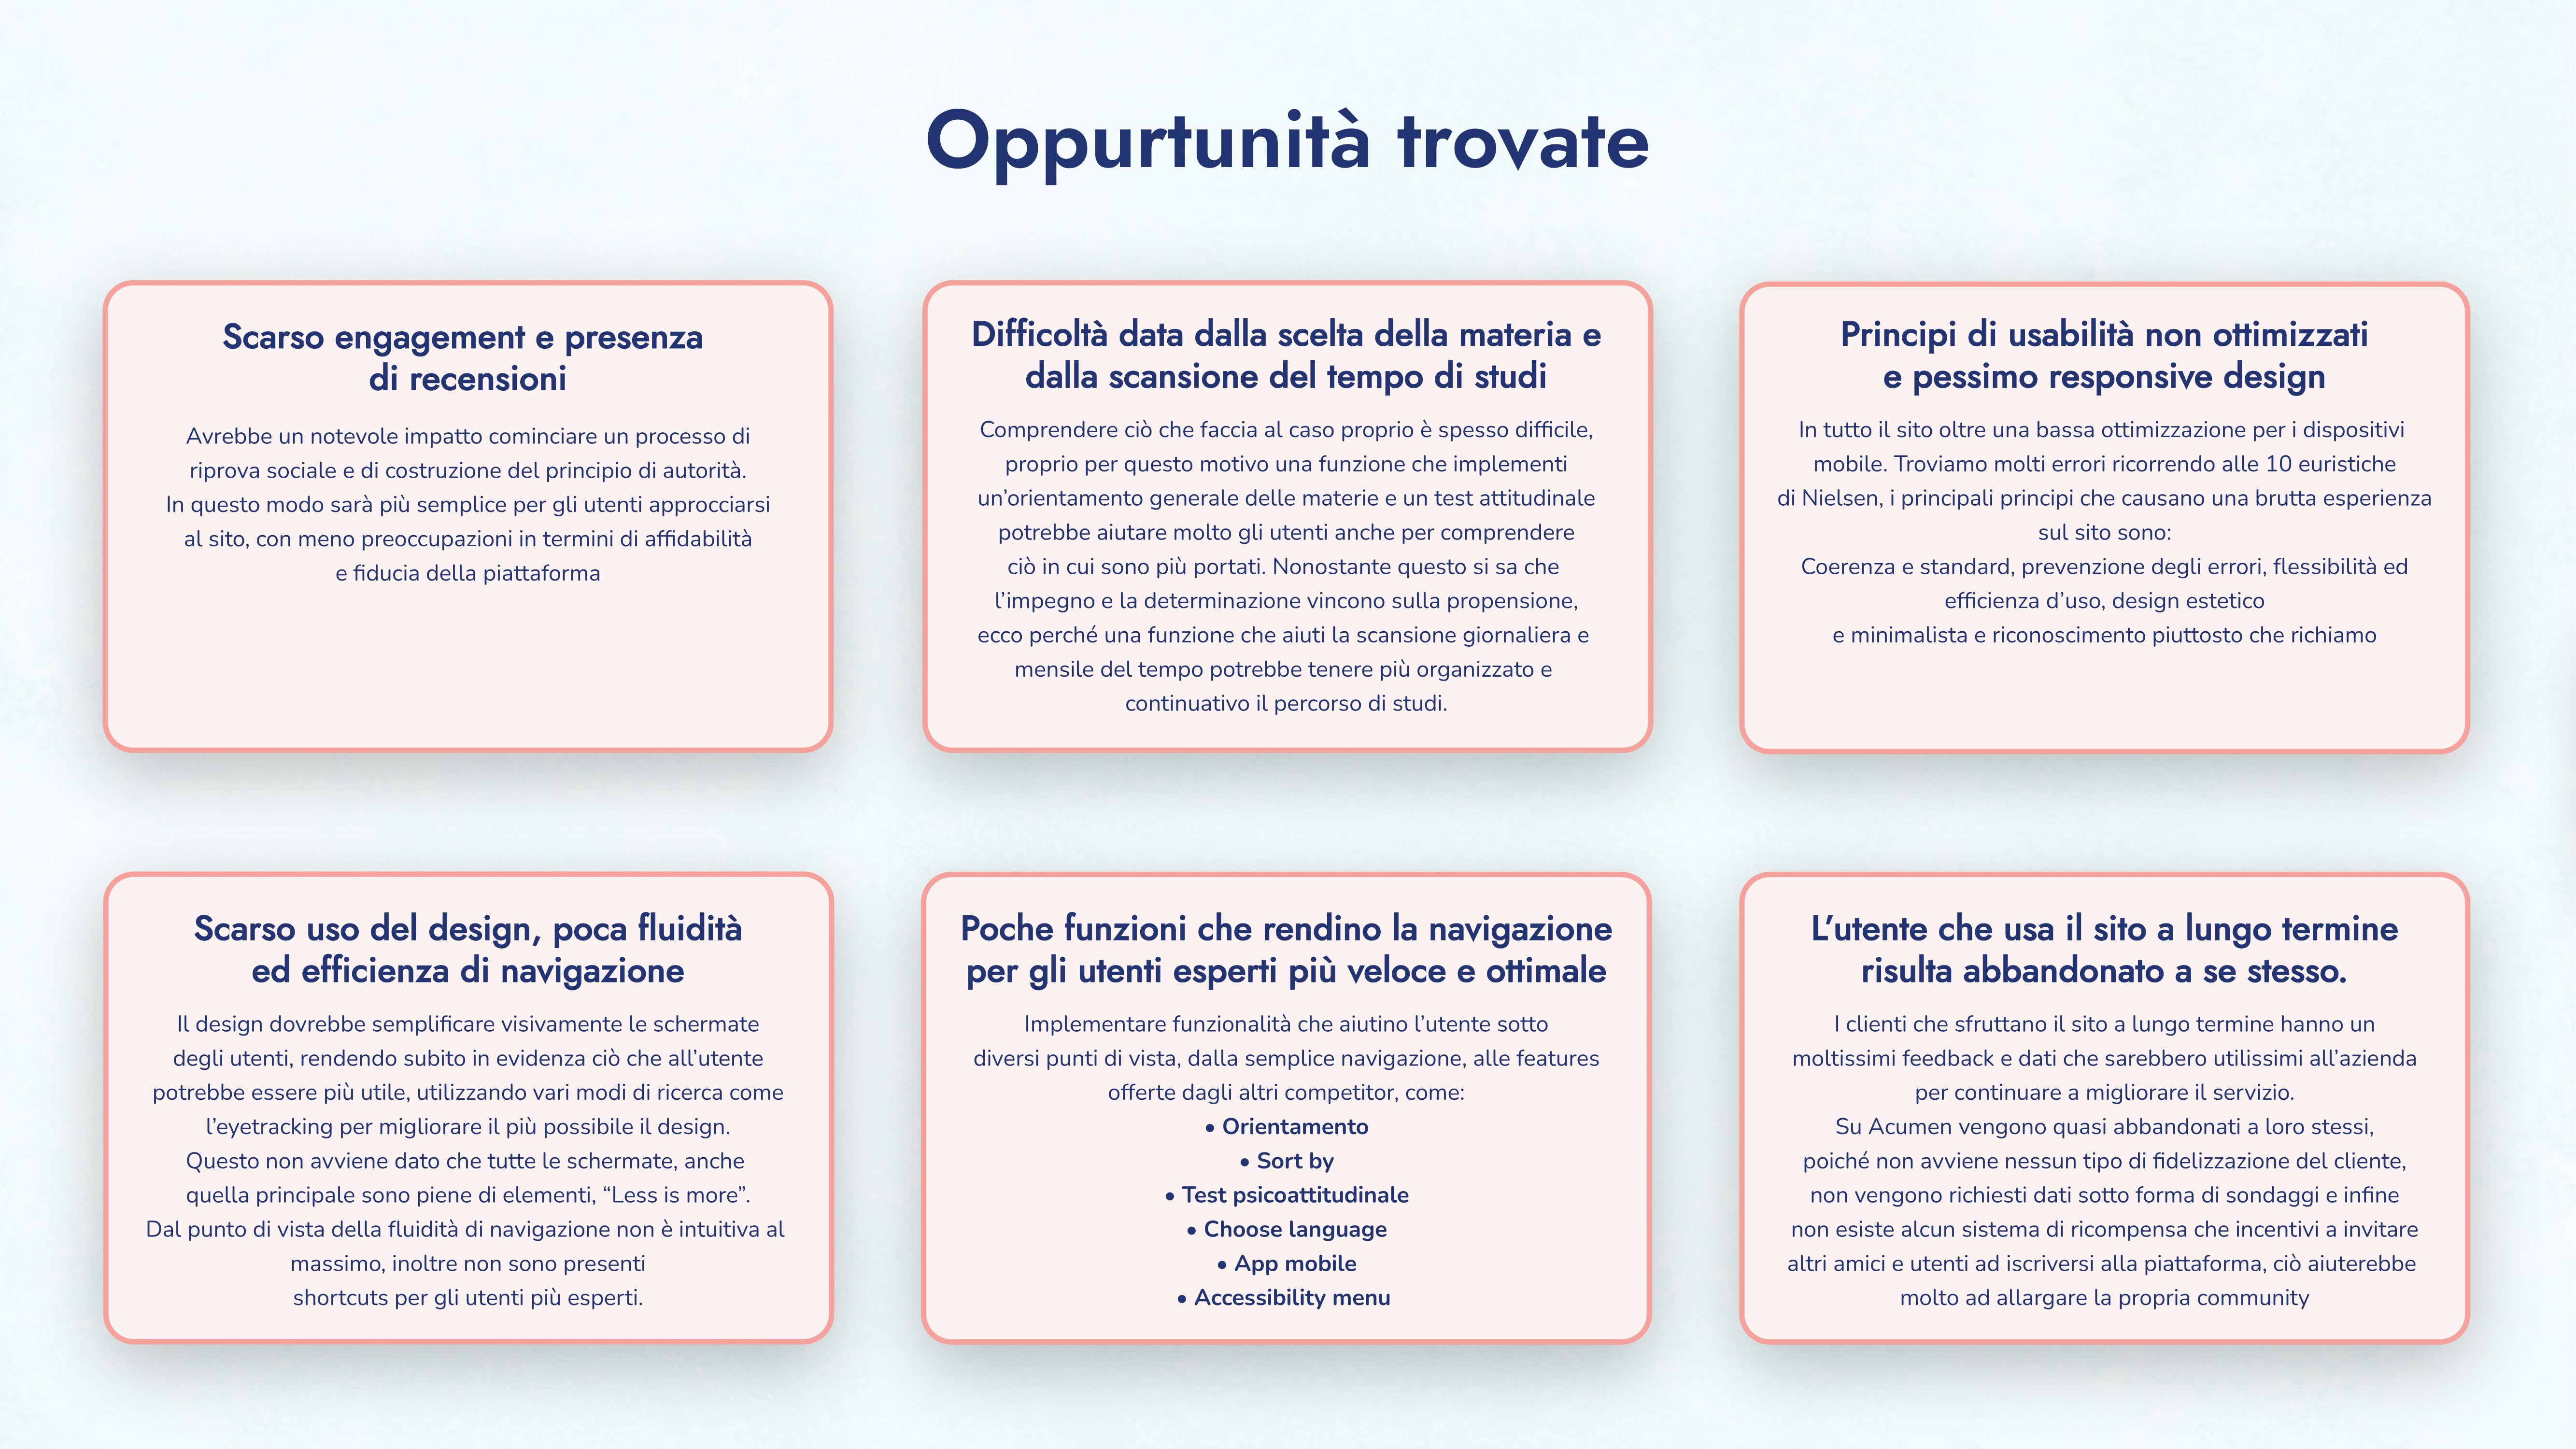 Oppurtunità trovate
Scarso engagement e presenza
di recensioni
Avrebbe un notevole impatto cominciare un processo di
riprova sociale e di costruzione del principio di autorità.
In questo modo sarà più semplice per gli utenti approcciarsi
al sito, con meno preoccupazioni in termini di affidabilità
e fiducia della piattaforma
Difficoltà data dalla scelta della materia e
dalla scansione del tempo di studi
Comprendere ciò che faccia al caso proprio è spesso difficile,
proprio per questo motivo una funzione che implementi
un’orientamento generale delle materie e un test attitudinale
potrebbe aiutare molto gli utenti anche per comprendere
ciò in cui sono più portati. Nonostante questo si sa che
l’impegno e la determinazione vincono sulla propensione,
ecco perché una funzione che aiuti la scansione giornaliera e
mensile del tempo potrebbe tenere più organizzato e
continuativo il percorso di studi.
Principi di usabilità non ottimizzati
e pessimo responsive design
In tutto il sito oltre una bassa ottimizzazione per i dispositivi
mobile. Troviamo molti errori ricorrendo alle 10 euristiche
di Nielsen, i principali principi che causano una brutta esperienza
sul sito sono:
Coerenza e standard, prevenzione degli errori, flessibilità ed
efficienza d’uso, design estetico
e minimalista e riconoscimento piuttosto che richiamo
Scarso uso del design, poca fluidità
ed efficienza di navigazione
Il design dovrebbe semplificare visivamente le schermate
degli utenti, rendendo subito in evidenza ciò che all’utente
potrebbe essere più utile, utilizzando vari modi di ricerca come
l’eyetracking per migliorare il più possibile il design.
Questo non avviene dato che tutte le schermate, anche
quella principale sono piene di elementi, “Less is more”.
Dal punto di vista della fluidità di navigazione non è intuitiva al
massimo, inoltre non sono presenti
shortcuts per gli utenti più esperti.
Poche funzioni che rendino la navigazione
per gli utenti esperti più veloce e ottimale
Implementare funzionalità che aiutino l’utente sotto
diversi punti di vista, dalla semplice navigazione, alle features
offerte dagli altri competitor, come:
• Orientamento
• Sort by
• Test psicoattitudinale
• Choose language
• App mobile
• Accessibility menu
L’utente che usa il sito a lungo termine
risulta abbandonato a se stesso.
I clienti che sfruttano il sito a lungo termine hanno un
moltissimi feedback e dati che sarebbero utilissimi all’azienda
per continuare a migliorare il servizio.
Su Acumen vengono quasi abbandonati a loro stessi,
poiché non avviene nessun tipo di fidelizzazione del cliente,
non vengono richiesti dati sotto forma di sondaggi e infine
non esiste alcun sistema di ricompensa che incentivi a invitare
altri amici e utenti ad iscriversi alla piattaforma, ciò aiuterebbe
molto ad allargare la propria community